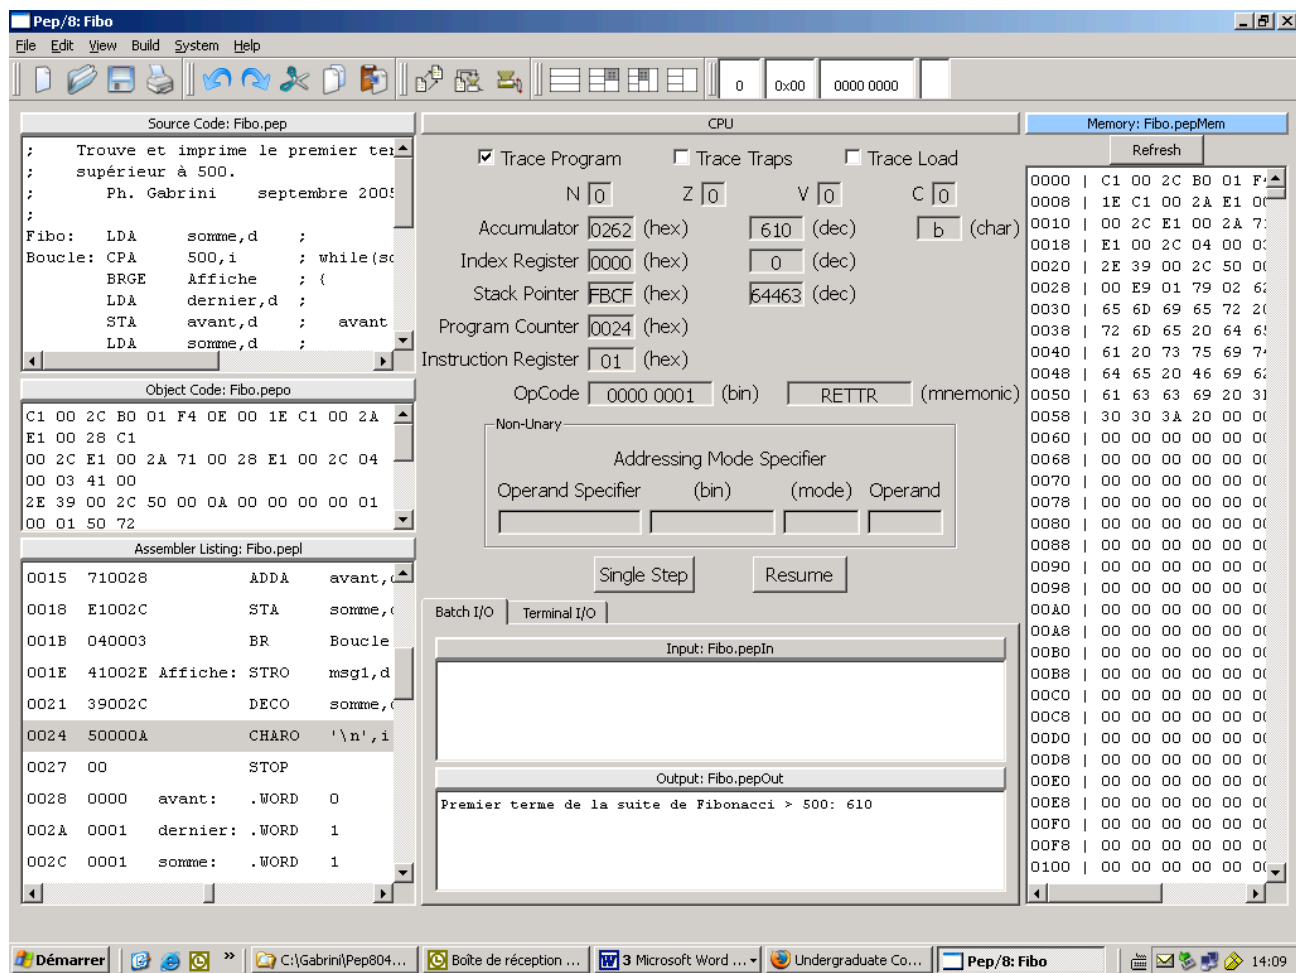 Pep/8: Fibo
File Edit View Build System Help
0 0x00 0000 0000
Source Code: Fibo.pep
; Trouve et imprime le premier ter
; supérieur à 500.
; Ph. Gabrini septembre 2005
;
Fibo: LDA somme,d ;
Boucle: CPA 500,i ; while(so
BRGE Affiche ; {
LDA dernier,d ;
STA avant,d ; avant
LDA somme,d ;
Object Code: Fibo.pepo
C1 00 2C B0 01 F4 0E 00 1E C1 00 2A
E1 00 28 C1
00 2C E1 00 2A 71 00 28 E1 00 2C 04
00 03 41 00
2E 39 00 2C 50 00 0A 00 00 00 00 01
00 01 50 72
Assembler Listing: Fibo.pepl
0015 710028 ADDA avant,d
0018 E1002C STA somme,d
001B 040003 BR Boucle
001E 41002E Affiche: STRO msg1,d
0021 39002C DECO somme,d
0024 50000A CHARO '\n',i
0027 00 STOP
0028 0000 avant: .WORD 0
002A 0001 dernier: .WORD 1
002C 0001 somme: .WORD 1
CPU
Trace Program Trace Traps Trace Load
N 0 Z 0 V 0 C 0
Accumulator 0262 (hex) 610 (dec) b (char)
Index Register 0000 (hex) 0 (dec)
Stack Pointer FBCF (hex) 64463 (dec)
Program Counter 0024 (hex)
Instruction Register 01 (hex)
OpCode 0000 0001 (bin) RETTR (mnemonic)
Non-Unary
Addressing Mode Specifier
Operand Specifier (bin) (mode) Operand
Single Step Resume
Batch I/O Terminal I/O
Input: Fibo.pepIn
Output: Fibo.pepOut
Premier terme de la suite de Fibonacci > 500: 610
Memory: Fibo.pepMem
Refresh
0000 | C1 00 2C B0 01 F4
0008 | 1E C1 00 2A E1 00
0010 | 00 2C E1 00 2A 71
0018 | E1 00 2C 04 00 03
0020 | 2E 39 00 2C 50 00
0028 | 00 E9 01 79 02 62
0030 | 65 6D 69 65 72 20
0038 | 72 6D 65 20 64 65
0040 | 61 20 73 75 69 74
0048 | 64 65 20 46 69 62
0050 | 61 63 63 69 20 3E
0058 | 30 30 3A 20 00 00
0060 | 00 00 00 00 00 00
0068 | 00 00 00 00 00 00
0070 | 00 00 00 00 00 00
0078 | 00 00 00 00 00 00
0080 | 00 00 00 00 00 00
0088 | 00 00 00 00 00 00
0090 | 00 00 00 00 00 00
0098 | 00 00 00 00 00 00
00A0 | 00 00 00 00 00 00
00A8 | 00 00 00 00 00 00
00B0 | 00 00 00 00 00 00
00B8 | 00 00 00 00 00 00
00C0 | 00 00 00 00 00 00
00C8 | 00 00 00 00 00 00
00D0 | 00 00 00 00 00 00
00D8 | 00 00 00 00 00 00
00E0 | 00 00 00 00 00 00
00E8 | 00 00 00 00 00 00
00F0 | 00 00 00 00 00 00
00F8 | 00 00 00 00 00 00
0100 | 00 00 00 00 00 00
Démarrer » C:\Gabrini\Pep804... Boîte de réception ... 3 Microsoft Word ... Undergraduate Co... Pep/8: Fibo 14:09